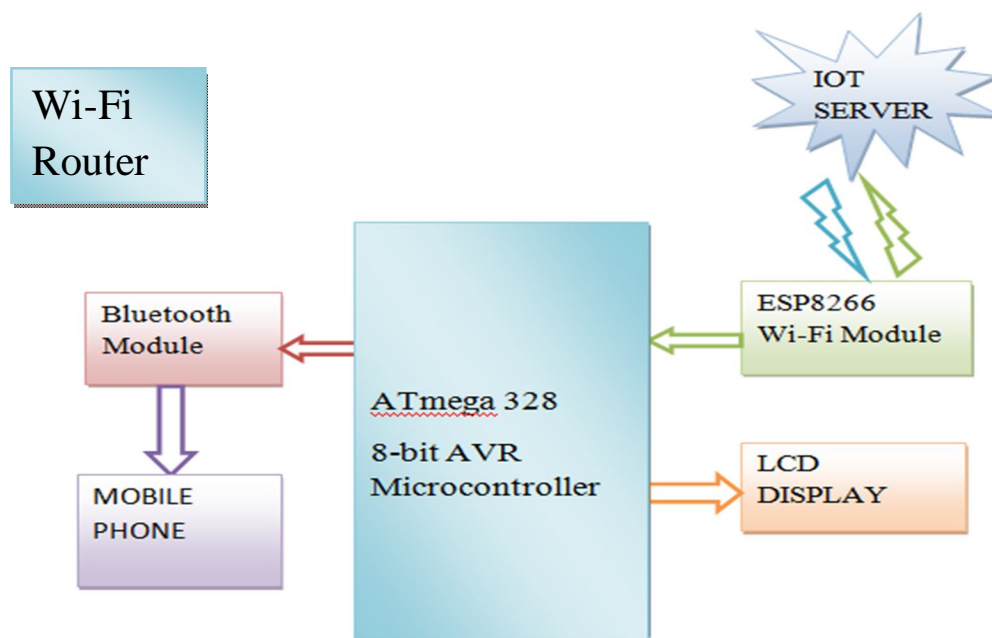 Wi-Fi
Router
IOT
SERVER
Bluetooth
Module
ESP8266
Wi-Fi Module
ATmega 328
8-bit AVR
Microcontroller
MOBILE
PHONE
LCD
DISPLAY